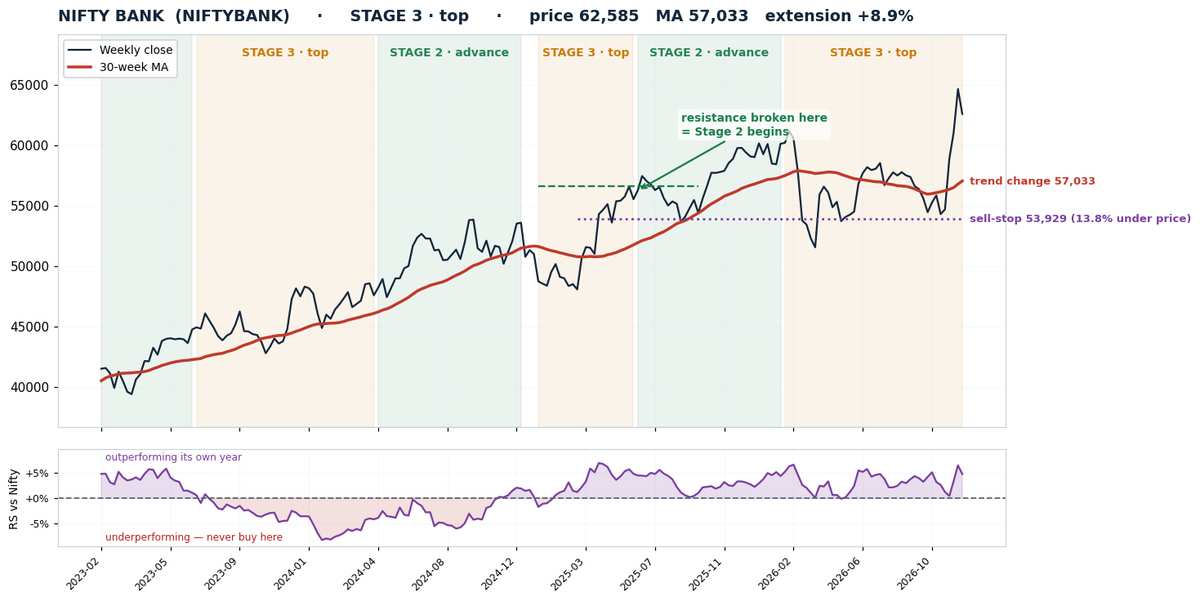 NIFTY BANK (NIFTYBANK) · STAGE 3 · top · price 62,585 MA 57,033 extension +8.9%
Weekly close
30-week MA
STAGE 3 · top
STAGE 2 · advance
STAGE 3 · top
STAGE 2 · advance
STAGE 3 · top
65000
60000
55000
50000
45000
40000
resistance broken here
= Stage 2 begins
trend change 57,033
sell-stop 53,929 (13.8% under price)
RS vs Nifty
+5%
+0%
-5%
outperforming its own year
underperforming — never buy here
2023-02
2023-05
2023-09
2024-01
2024-04
2024-08
2024-12
2025-03
2025-07
2025-11
2026-02
2026-06
2026-10